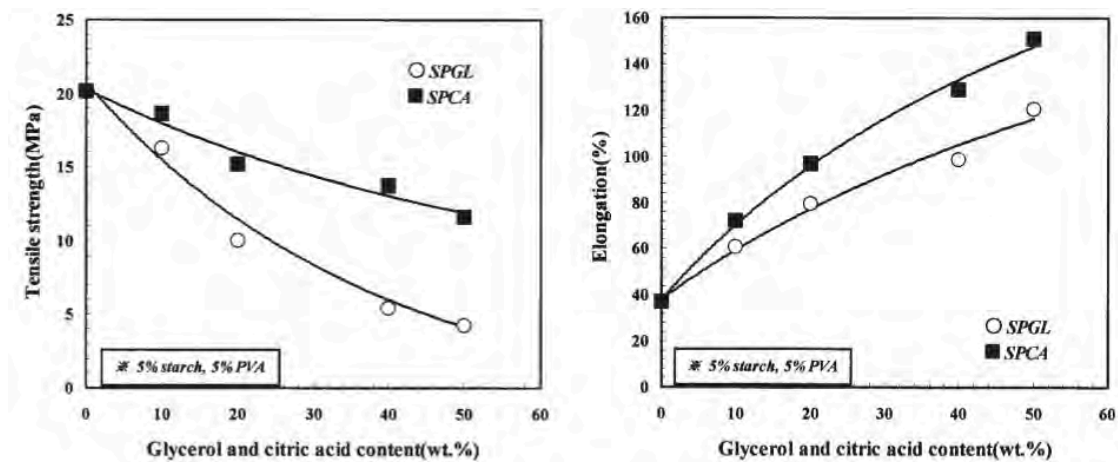 25
20
15
10
5
0
Tensile strength(MPa)
SPGL
SPCA
※ 5% starch, 5% PVA
0 10 20 30 40 50 60
Glycerol and citric acid content(wt.%)
160
140
120
100
80
60
40
20
0
Elongation(%)
SPGL
SPCA
※ 5% starch, 5% PVA
0 10 20 30 40 50 60
Glycerol and citric acid content(wt.%)